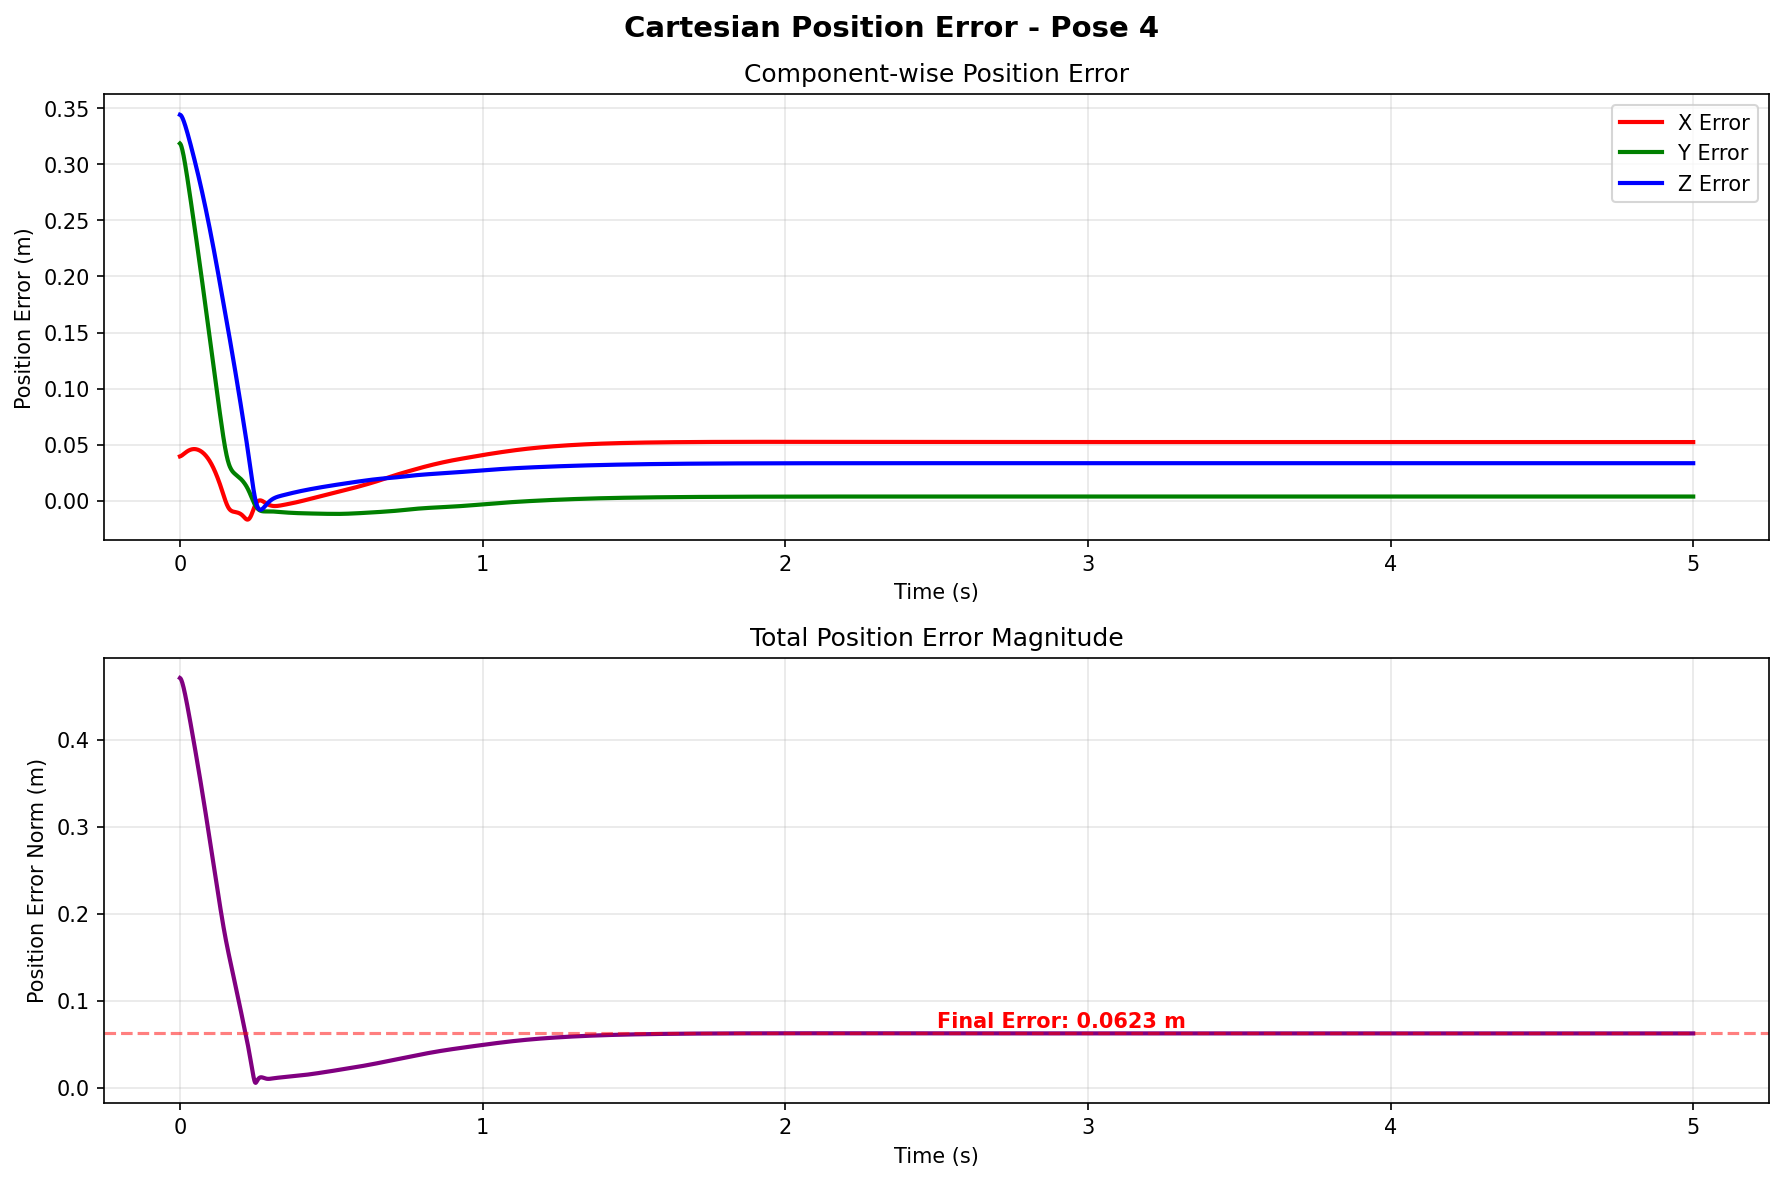 Cartesian Position Error - Pose 4
Component-wise Position Error
Position Error (m)
0.35
0.30
0.25
0.20
0.15
0.10
0.05
0.00
X Error
Y Error
Z Error
0 1 2 3 4 5
Time (s)
Total Position Error Magnitude
Position Error Norm (m)
0.4
0.3
0.2
0.1
0.0
Final Error: 0.0623 m
0 1 2 3 4 5
Time (s)